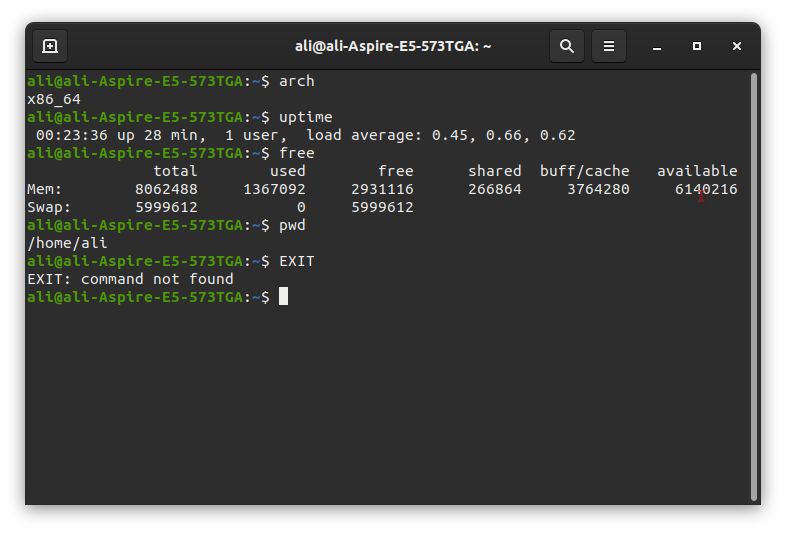 ali@ali-Aspire-E5-573TGA: ~
ali@ali-Aspire-E5-573TGA:~$ arch
x86_64
ali@ali-Aspire-E5-573TGA:~$ uptime
 00:23:36 up 28 min,  1 user,  load average: 0.45, 0.66, 0.62
ali@ali-Aspire-E5-573TGA:~$ free
              total        used        free      shared  buff/cache   available
Mem:        8062488     1367092     2931116      266864     3764280     6140216
Swap:       5999612           0     5999612
ali@ali-Aspire-E5-573TGA:~$ pwd
/home/ali
ali@ali-Aspire-E5-573TGA:~$ EXIT
EXIT: command not found
ali@ali-Aspire-E5-573TGA:~$